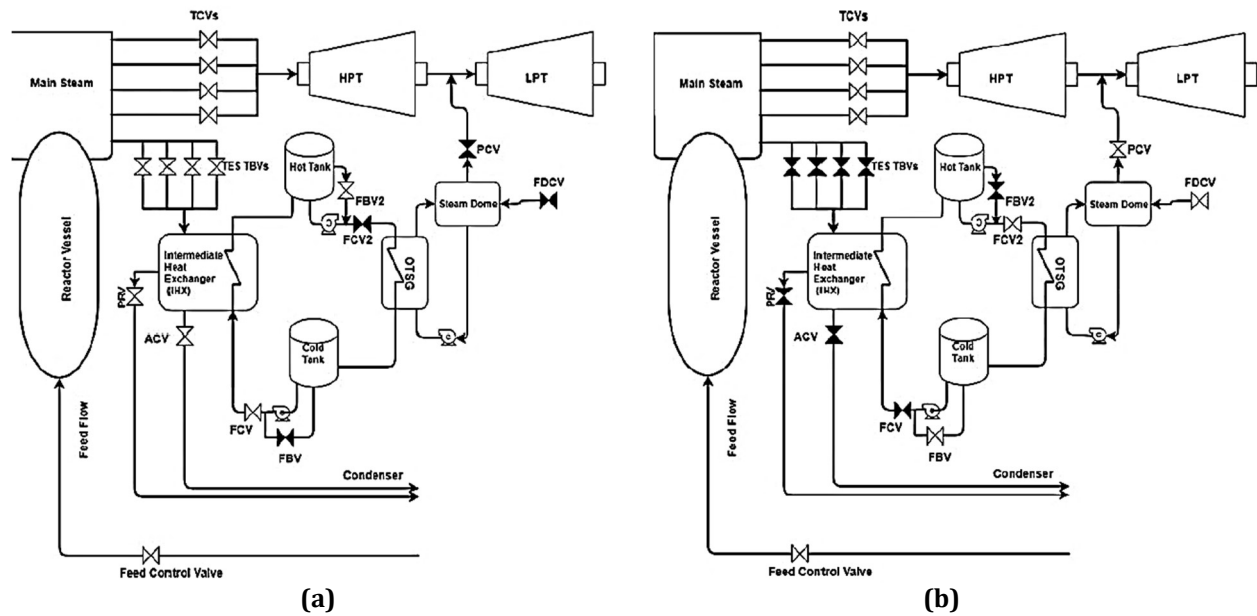 TCVs
Main Steam
HPT
LPT
TES TBVs
Hot Tank
PCV
FBV2
FCV2
Steam Dome
FDCV
Reactor Vessel
Intermediate
Heat
Exchanger
(IHX)
OTSG
PRV
ACV
Cold
Tank
FCV
FBV
Feed Flow
Condenser
Feed Control Valve
(a)
TCVs
Main Steam
HPT
LPT
TES TBVs
Hot Tank
PCV
FBV2
FCV2
Steam Dome
FDCV
Reactor Vessel
Intermediate
Heat
Exchanger
(IHX)
OTSG
PRV
ACV
Cold
Tank
FCV
FBV
Feed Flow
Condenser
Feed Control Valve
(b)